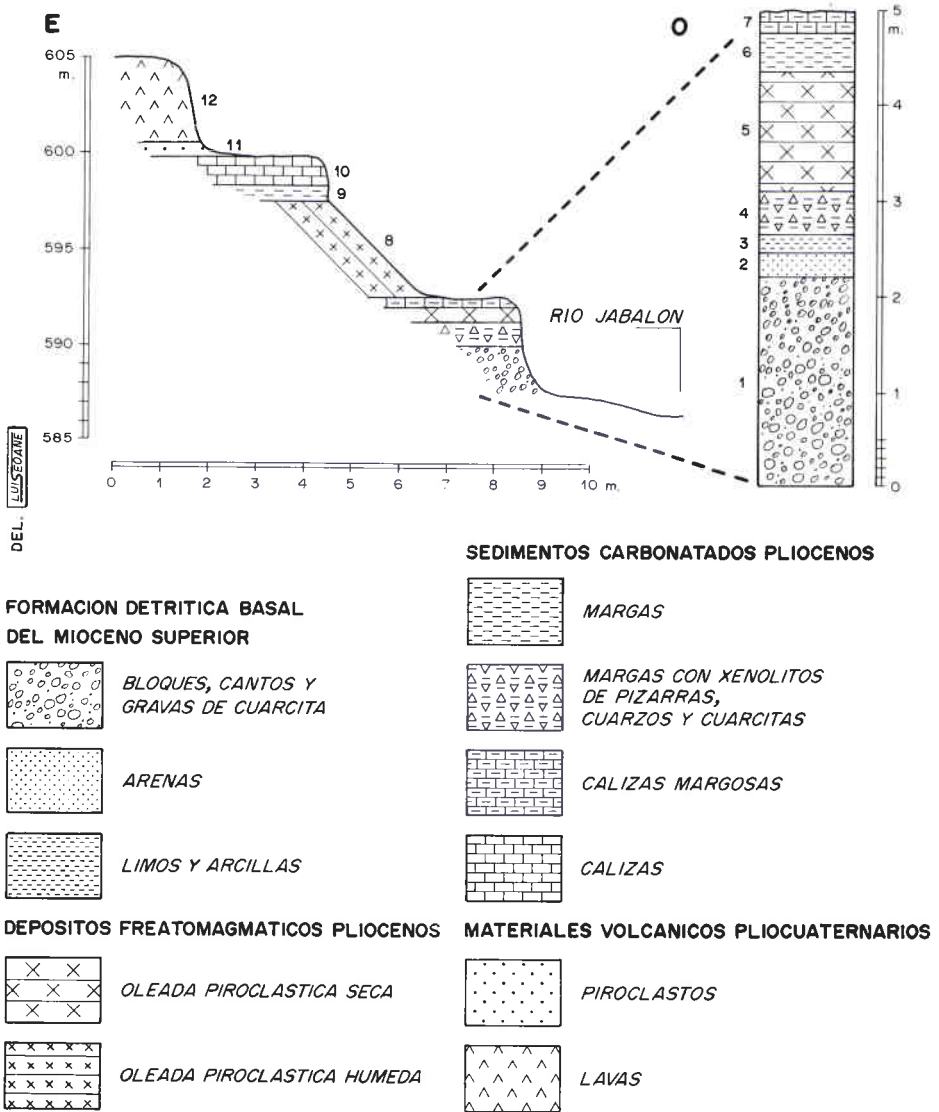 E
O
605
m.
600
595
590
585
12
11
10
9
8
RIO JABALON
0 1 2 3 4 5 6 7 8 9 10 m.
7
6
5
4
3
2
1
5
m.
4
3
2
1
0
DEL. LUISEOANE
FORMACION DETRITICA BASAL
DEL MIOCENO SUPERIOR
BLOQUES, CANTOS Y
GRAVAS DE CUARCITA
ARENAS
LIMOS Y ARCILLAS
DEPOSITOS FREATOMAGMATICOS PLIOCENOS
OLEADA PIROCLASTICA SECA
OLEADA PIROCLASTICA HUMEDA
SEDIMENTOS CARBONATADOS PLIOCENOS
MARGAS
MARGAS CON XENOLITOS
DE PIZARRAS,
CUARZOS Y CUARCITAS
CALIZAS MARGOSAS
CALIZAS
MATERIALES VOLCANICOS PLIOCUATERNARIOS
PIROCLASTOS
LAVAS